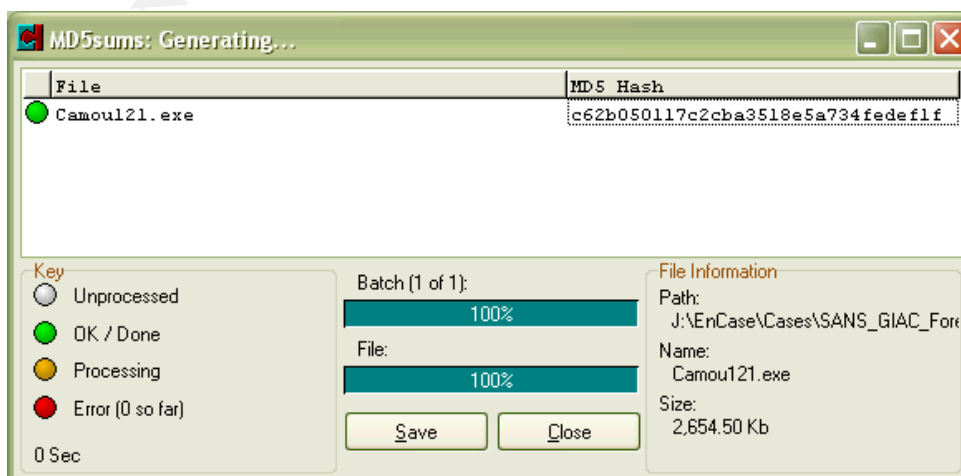 MD5sums: Generating...
File MD5 Hash
Camou121.exe c62b050117c2cba3518e5a734fedef1f
Key
Unprocessed
OK / Done
Processing
Error (0 so far)
0 Sec
Batch (1 of 1):
100%
File:
100%
Save Close
File Information
Path:
J:\EnCase\Cases\SANS_GIAC_Fore
Name:
Camou121.exe
Size:
2,654.50 Kb